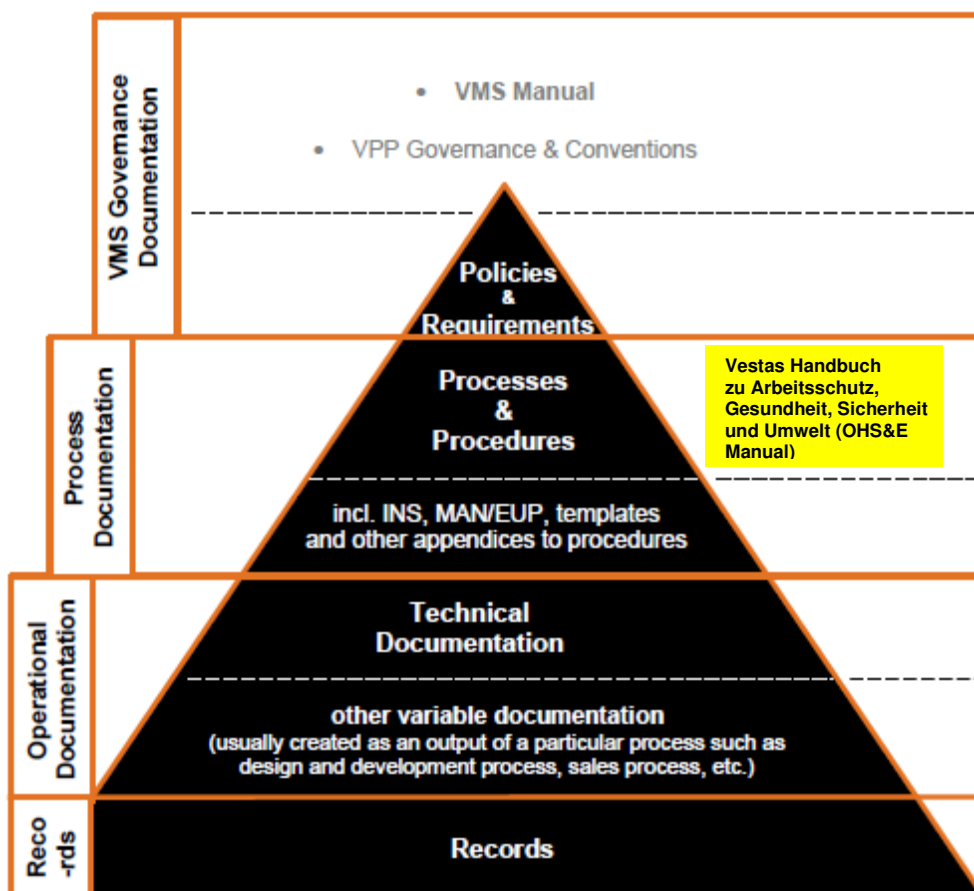 VMS Governance
Documentation
• VMS Manual
• VPP Governance & Conventions
Policies
&
Requirements
Process
Documentation
Processes
&
Procedures
Vestas Handbuch
zu Arbeitsschutz,
Gesundheit, Sicherheit
und Umwelt (OHS&E
Manual)
incl. INS, MAN/EUP, templates
and other appendices to procedures
Operational
Documentation
Technical
Documentation
other variable documentation
(usually created as an output of a particular process such as
design and development process, sales process, etc.)
Reco
-rds
Records